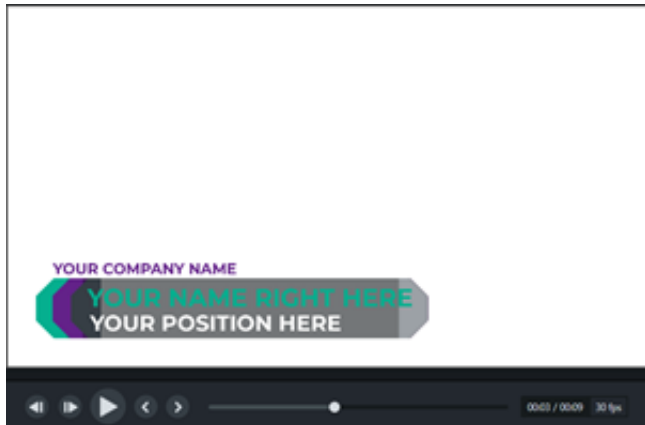 YOUR COMPANY NAME
YOUR NAME RIGHT HERE
YOUR POSITION HERE
00:03 / 00:09 30 fps